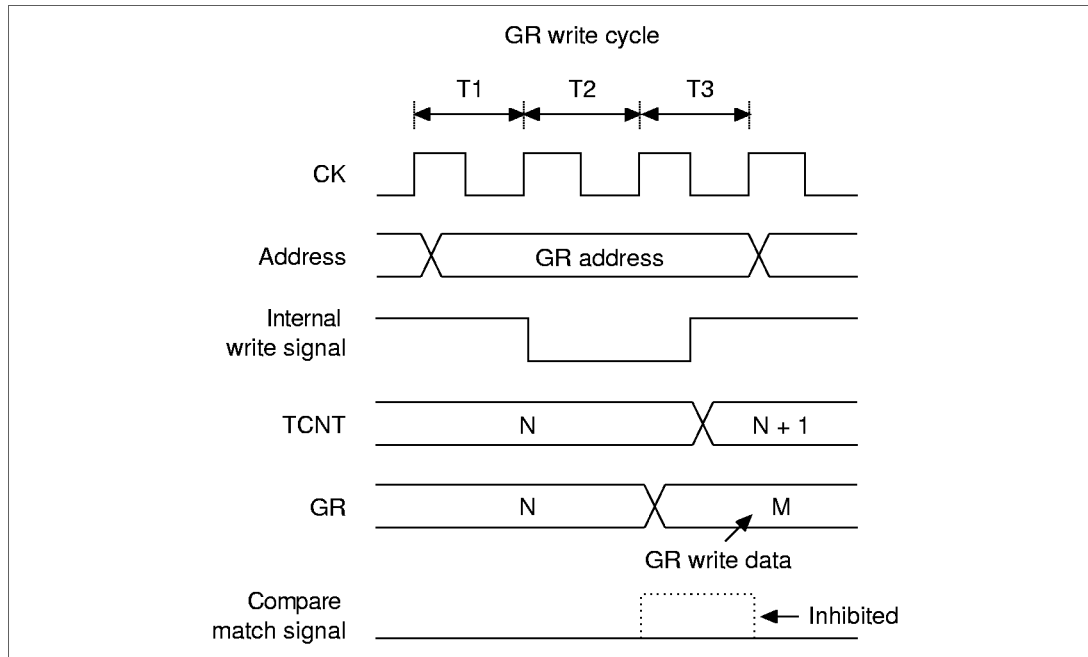 GR write cycle
T1 T2 T3
CK
Address GR address
Internal
write signal
TCNT N N + 1
GR N M
GR write data
Compare
match signal Inhibited